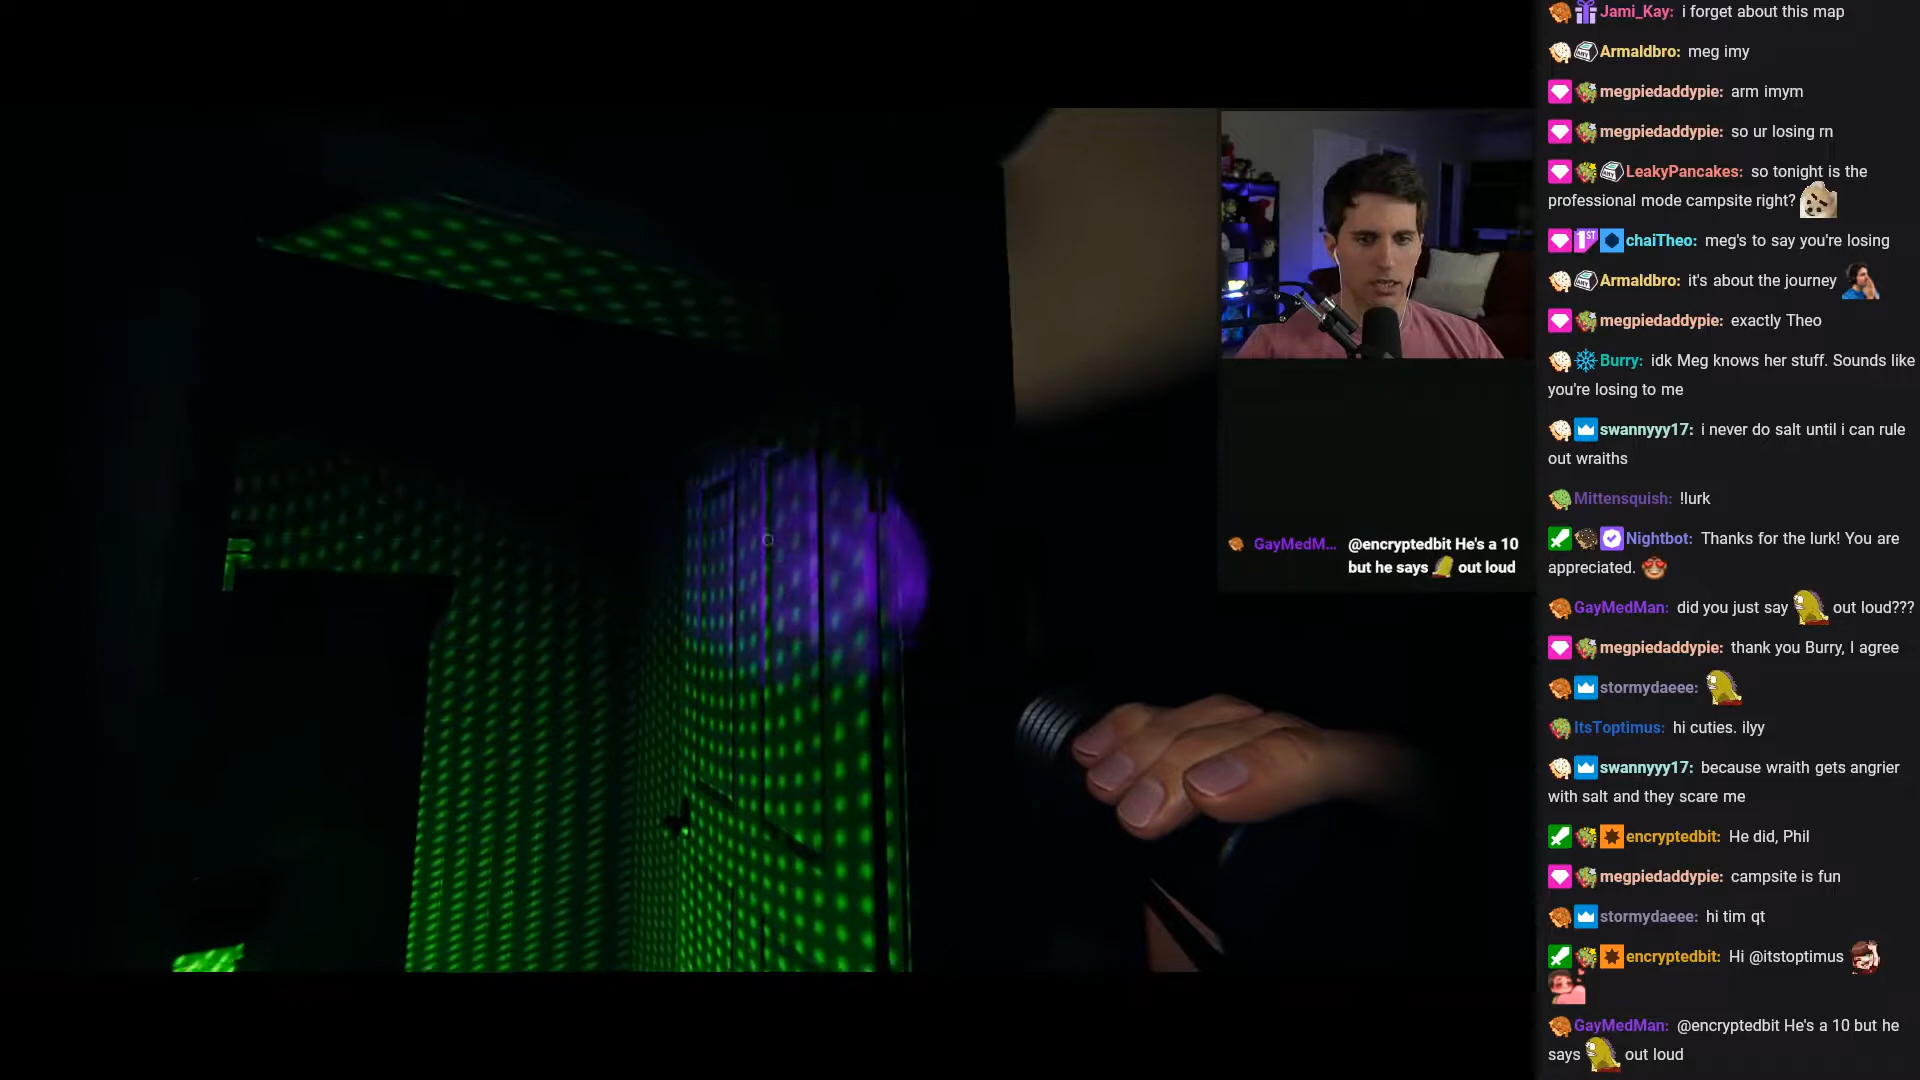 Jami_Kay: i forget about this map
Armaldbro: meg imy
megpiedaddypie: arm imym
megpiedaddypie: so ur losing rn
LeakyPancakes: so tonight is the
professional mode campsite right?
1ST chaiTheo: meg's to say you're losing
Armaldbro: it's about the journey
megpiedaddypie: exactly Theo
Burry: idk Meg knows her stuff. Sounds like
you're losing to me
swannyyy17: i never do salt until i can rule
out wraiths
Mittensquish: !lurk
Nightbot: Thanks for the lurk! You are
appreciated.
GayMedMan: did you just say out loud???
megpiedaddypie: thank you Burry, I agree
stormydaeee:
ItsToptimus: hi cuties. ilyy
swannyyy17: because wraith gets angrier
with salt and they scare me
encryptedbit: He did, Phil
megpiedaddypie: campsite is fun
stormydaeee: hi tim qt
encryptedbit: Hi @itstoptimus
GayMedMan: @encryptedbit He's a 10 but he
says out loud
GayMedM... @encryptedbit He's a 10
but he says out loud